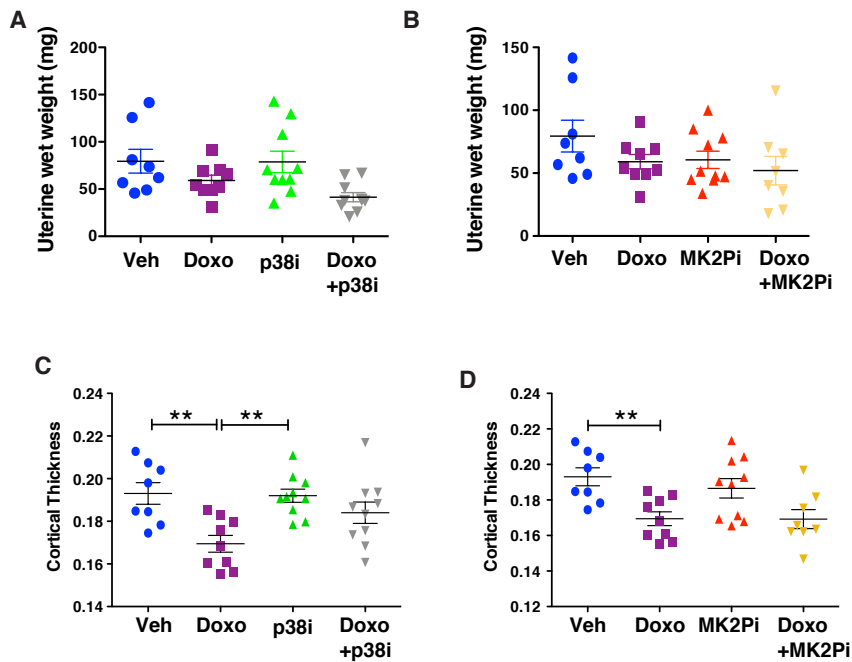 A
Uterine wet weight (mg)
200
150
100
50
0
Veh
Doxo
p38i
Doxo
+p38i
B
Uterine wet weight (mg)
150
100
50
0
Veh
Doxo
MK2Pi
Doxo
+MK2Pi
C
Cortical Thickness
0.24
0.22
0.20
0.18
0.16
0.14
**
**
Veh
Doxo
p38i
Doxo
+p38i
D
Cortical Thickness
0.24
0.22
0.20
0.18
0.16
0.14
0.12
**
Veh
Doxo
MK2Pi
Doxo
+MK2Pi